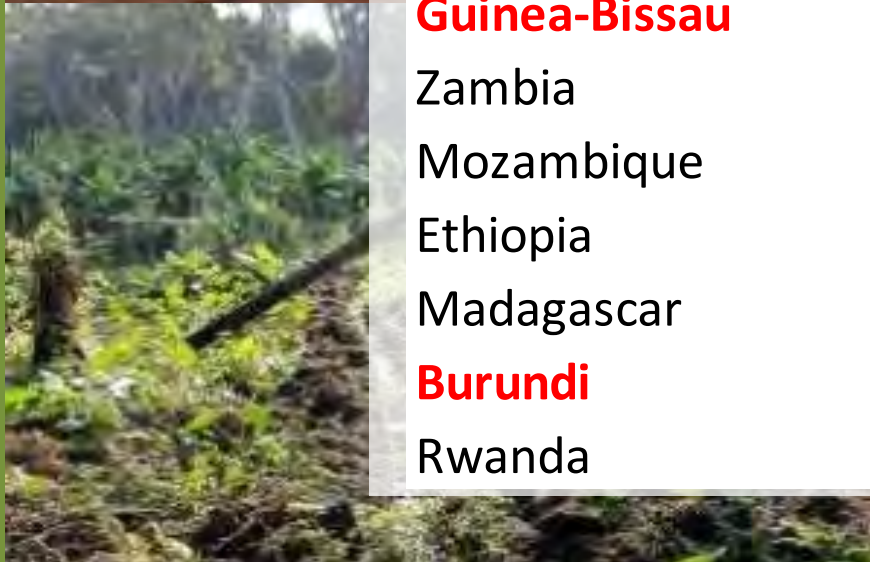 Guinea-Bissau
Zambia
Mozambique
Ethiopia
Madagascar
Burundi
Rwanda